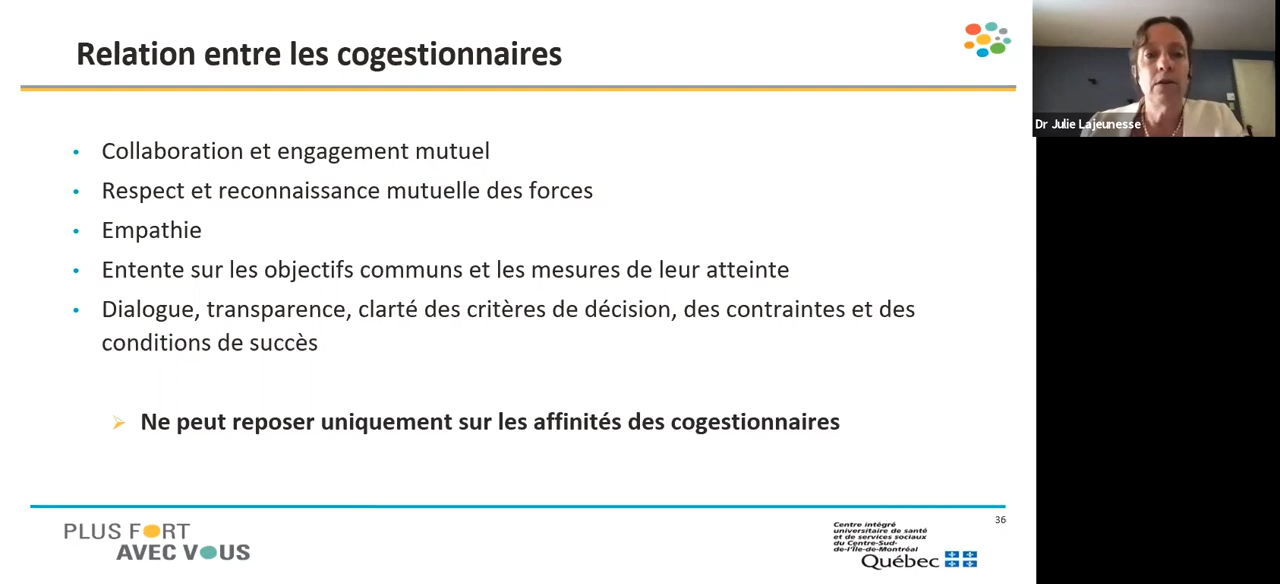 Relation entre les cogestionnaires
Dr Julie Lajeunesse
• Collaboration et engagement mutuel
• Respect et reconnaissance mutuelle des forces
• Empathie
• Entente sur les objectifs communs et les mesures de leur atteinte
• Dialogue, transparence, clarté des critères de décision, des contraintes et des
conditions de succès
➢ Ne peut reposer uniquement sur les affinités des cogestionnaires
36
PLUS FORT
AVEC VOUS
Centre intégré
universitaire de santé
et de services sociaux
du Centre-Sud-
de-l'Île-de-Montréal
Québec